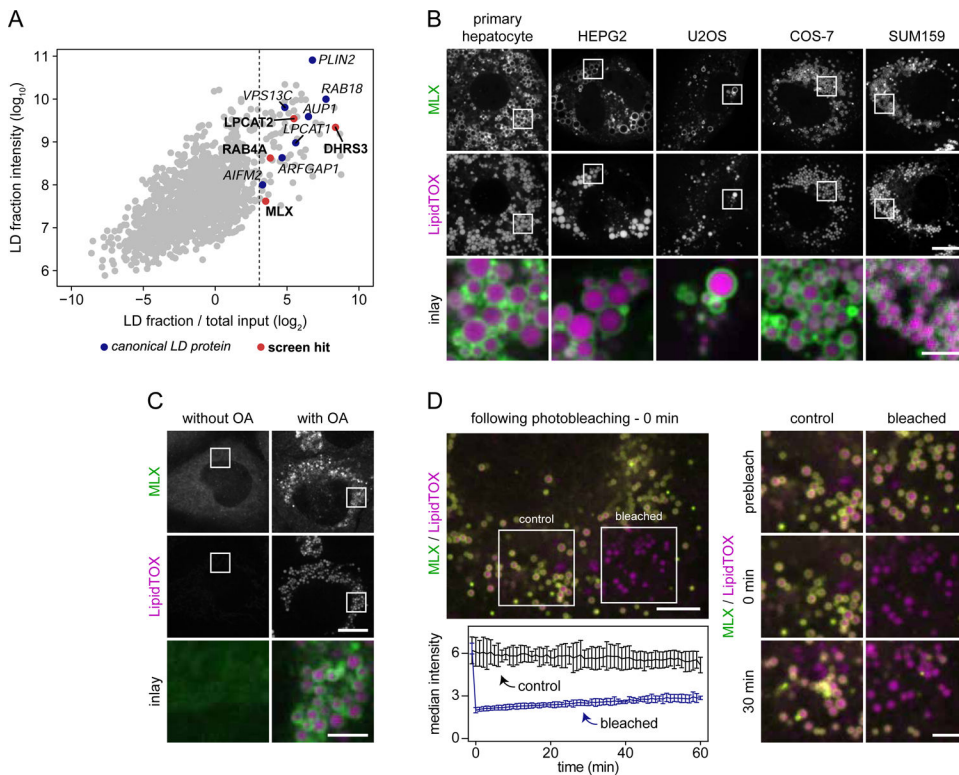 A
LD fraction intensity (log10)
11
10
9
8
7
6
PLIN2
RAB18
VPS13C
AUP1
LPCAT2
LPCAT1
DHRS3
RAB4A
ARFGAP1
AIFM2
MLX
−10
−5
0
5
10
LD fraction / total input (log2)
canonical LD protein
screen hit
B
primary
hepatocyte
HEPG2
U2OS
COS-7
SUM159
MLX
LipidTOX
inlay
C
without OA
with OA
MLX
LipidTOX
inlay
D
following photobleaching - 0 min
MLX / LipidTOX
control
bleached
median intensity
6
3
0
control
bleached
0
20
40
60
time (min)
control
bleached
MLX / LipidTOX
prebleach
0 min
30 min